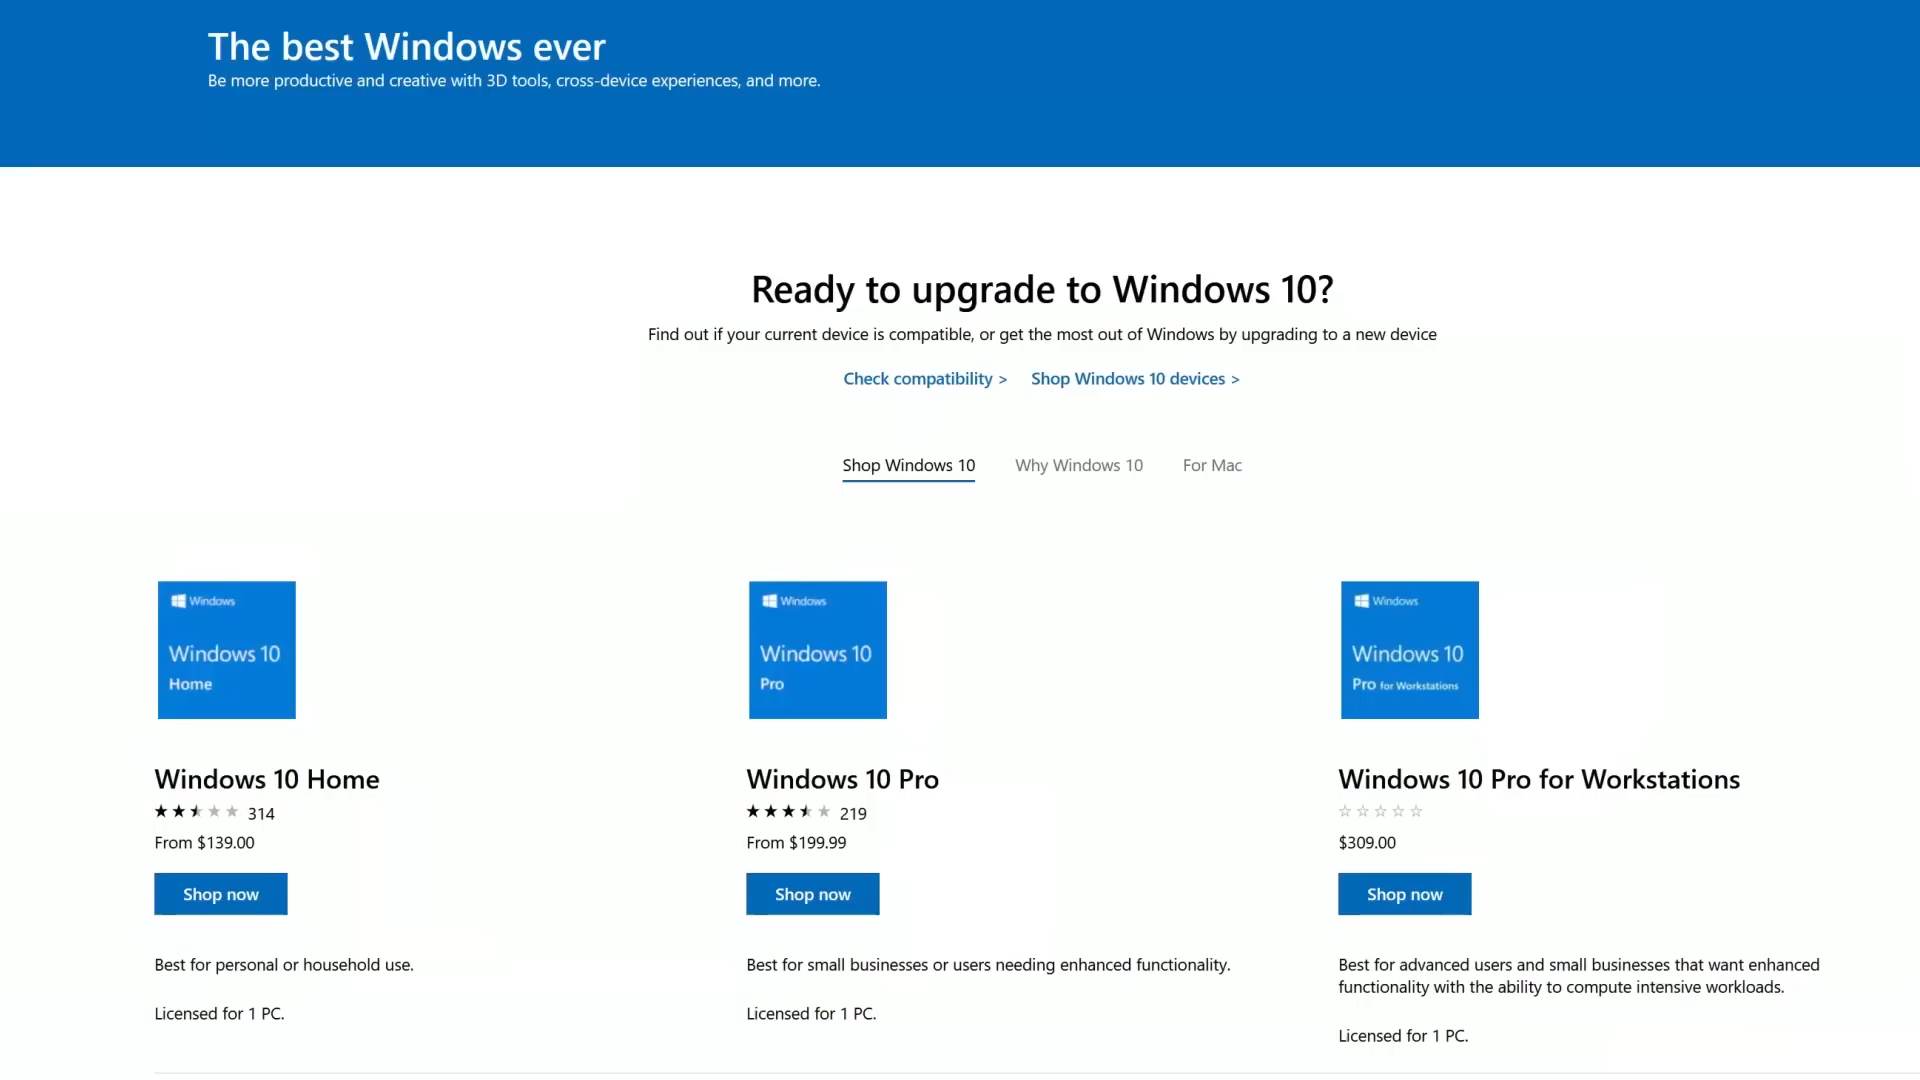 The best Windows ever
Be more productive and creative with 3D tools, cross-device experiences, and more.
Ready to upgrade to Windows 10?
Find out if your current device is compatible, or get the most out of Windows by upgrading to a new device
Check compatibility > Shop Windows 10 devices >
Shop Windows 10 Why Windows 10 For Mac
Windows
Windows 10
Home
Windows 10 Home
314
From $139.00
Shop now
Best for personal or household use.
Licensed for 1 PC.
Windows
Windows 10
Pro
Windows 10 Pro
219
From $199.99
Shop now
Best for small businesses or users needing enhanced functionality.
Licensed for 1 PC.
Windows
Windows 10
Pro for Workstations
Windows 10 Pro for Workstations
$309.00
Shop now
Best for advanced users and small businesses that want enhanced
functionality with the ability to compute intensive workloads.
Licensed for 1 PC.